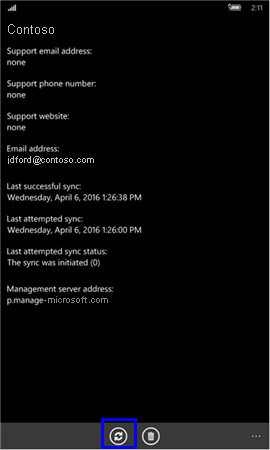 2:11
Contoso
Support email address:
none
Support phone number:
none
Support website:
none
Email address:
jdford@contoso.com
Last successful sync:
Wednesday, April 6, 2016 1:26:38 PM
Last attempted sync:
Wednesday, April 6, 2016 1:26:00 PM
Last attempted sync status:
The sync was initiated (0)
Management server address:
p.manage-microsoft.com
...